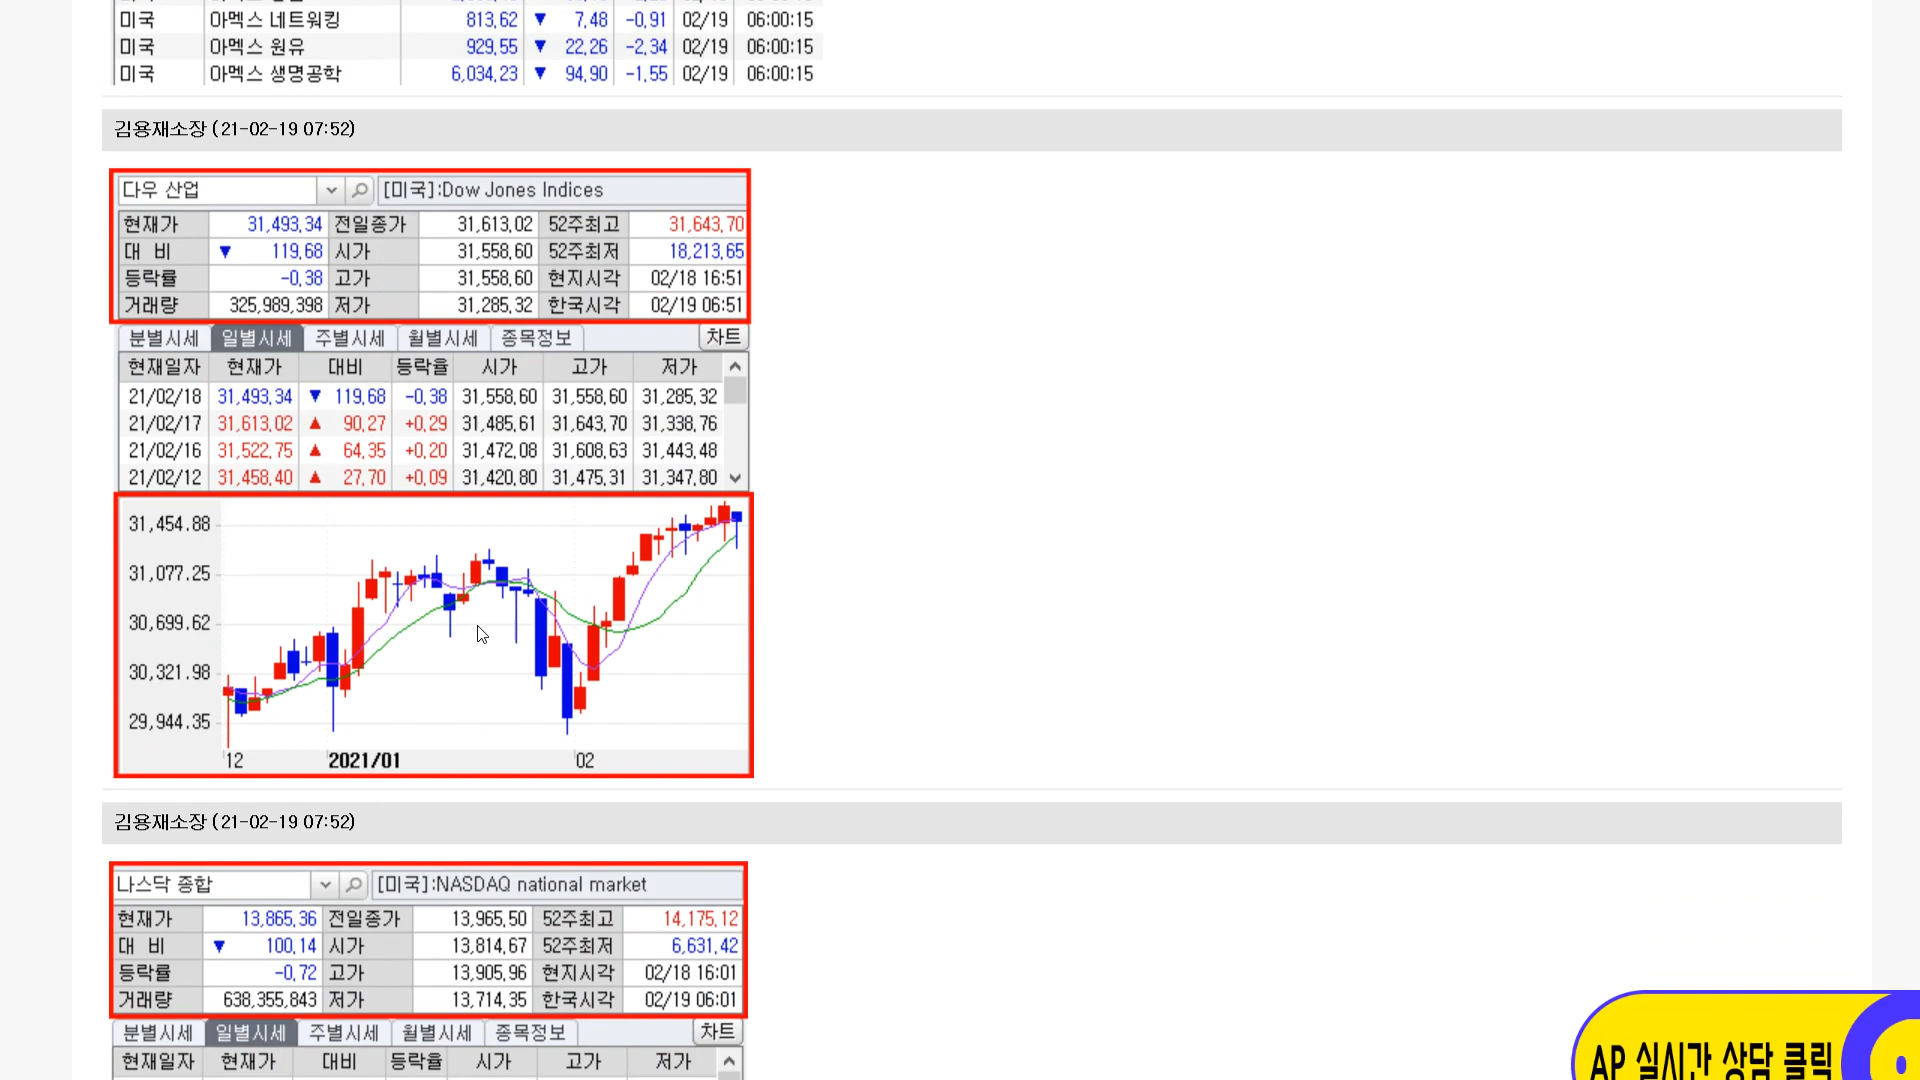 미국 아멕스 네트워킹 813.62 ▼ 7.48 -0.91 02/19 06:00:15
미국 아멕스 원유 929.55 ▼ 22.26 -2.34 02/19 06:00:15
미국 아멕스 생명공학 6,034.23 ▼ 94.90 -1.55 02/19 06:00:15
김용재소장 (21-02-19 07:52)
다우 산업 [미국]:Dow Jones Indices
현재가 31,493.34 전일종가 31,613.02 52주최고 31,643.70
대 비 ▼ 119.68 시가 31,558.60 52주최저 18,213.65
등락률 -0.38 고가 31,558.60 현지시각 02/18 16:51
거래량 325,989,398 저가 31,285.32 한국시각 02/19 06:51
분별시세 일별시세 주별시세 월별시세 종목정보 차트
현재일자 현재가 대비 등락율 시가 고가 저가
21/02/18 31,493.34 ▼ 119.68 -0.38 31,558.60 31,558.60 31,285.32
21/02/17 31,613.02 ▲ 90.27 +0.29 31,485.61 31,643.70 31,338.76
21/02/16 31,522.75 ▲ 64.35 +0.20 31,472.08 31,608.63 31,443.48
21/02/12 31,458.40 ▲ 27.70 +0.09 31,420.80 31,475.31 31,347.80
31,454.88
31,077.25
30,699.62
30,321.98
29,944.35
12 2021/01 02
김용재소장 (21-02-19 07:52)
나스닥 종합 [미국]:NASDAQ national market
현재가 13,865.36 전일종가 13,965.50 52주최고 14,175.12
대 비 ▼ 100.14 시가 13,814.67 52주최저 6,631.42
등락률 -0.72 고가 13,905.96 현지시각 02/18 16:01
거래량 638,355,843 저가 13,714.35 한국시각 02/19 06:01
분별시세 일별시세 주별시세 월별시세 종목정보 차트
현재일자 현재가 대비 등락율 시가 고가 저가
AP 실시간 상담 클릭